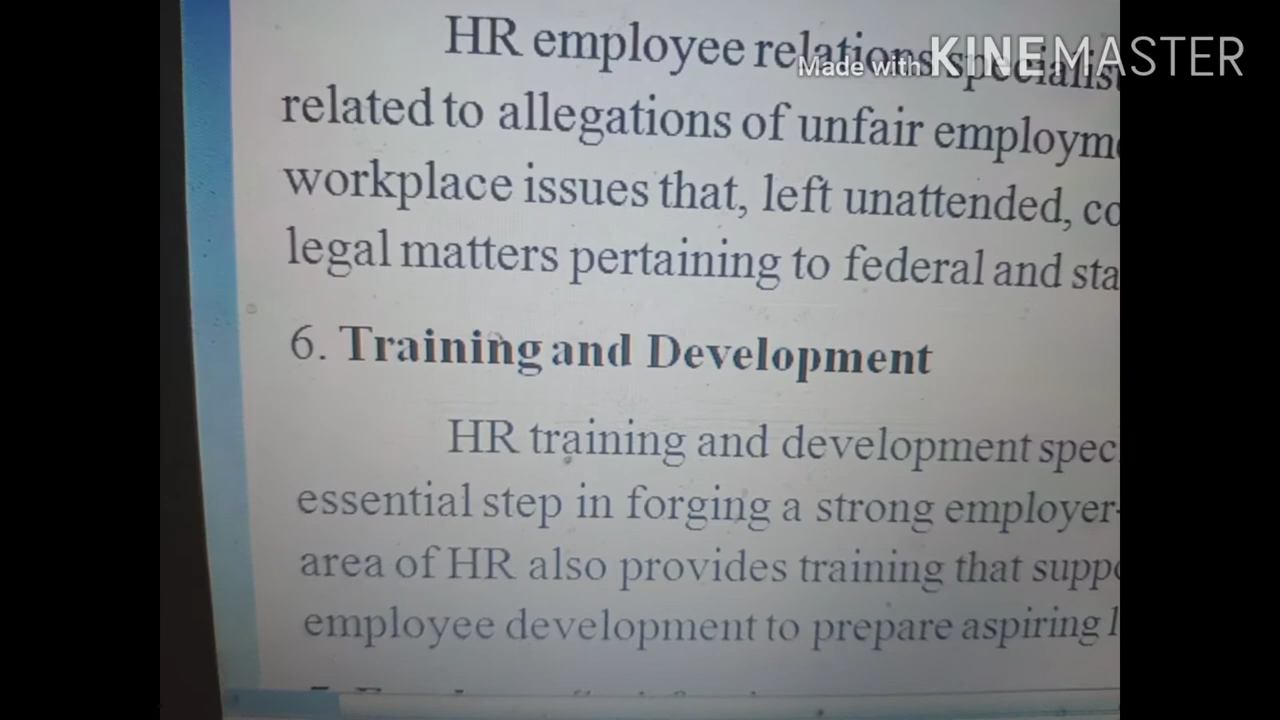 HR employee relations specialis
related to allegations of unfair employm
workplace issues that, left unattended, co
legal matters pertaining to federal and sta
6. Training and Development
HR training and development spec
essential step in forging a strong employer-
area of HR also provides training that supp
employee development to prepare aspiring l
Made with KINEMASTER